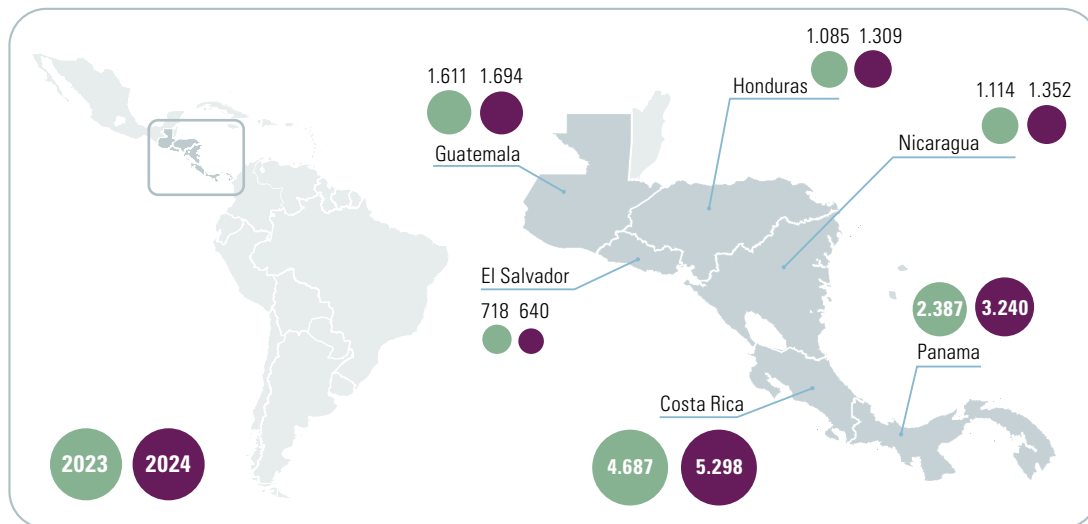 1.085 1.309
Honduras
1.611 1.694
Guatemala
1.114 1.352
Nicaragua
El Salvador
718 640
2.387 3.240
Panama
Costa Rica
4.687 5.298
2023 2024